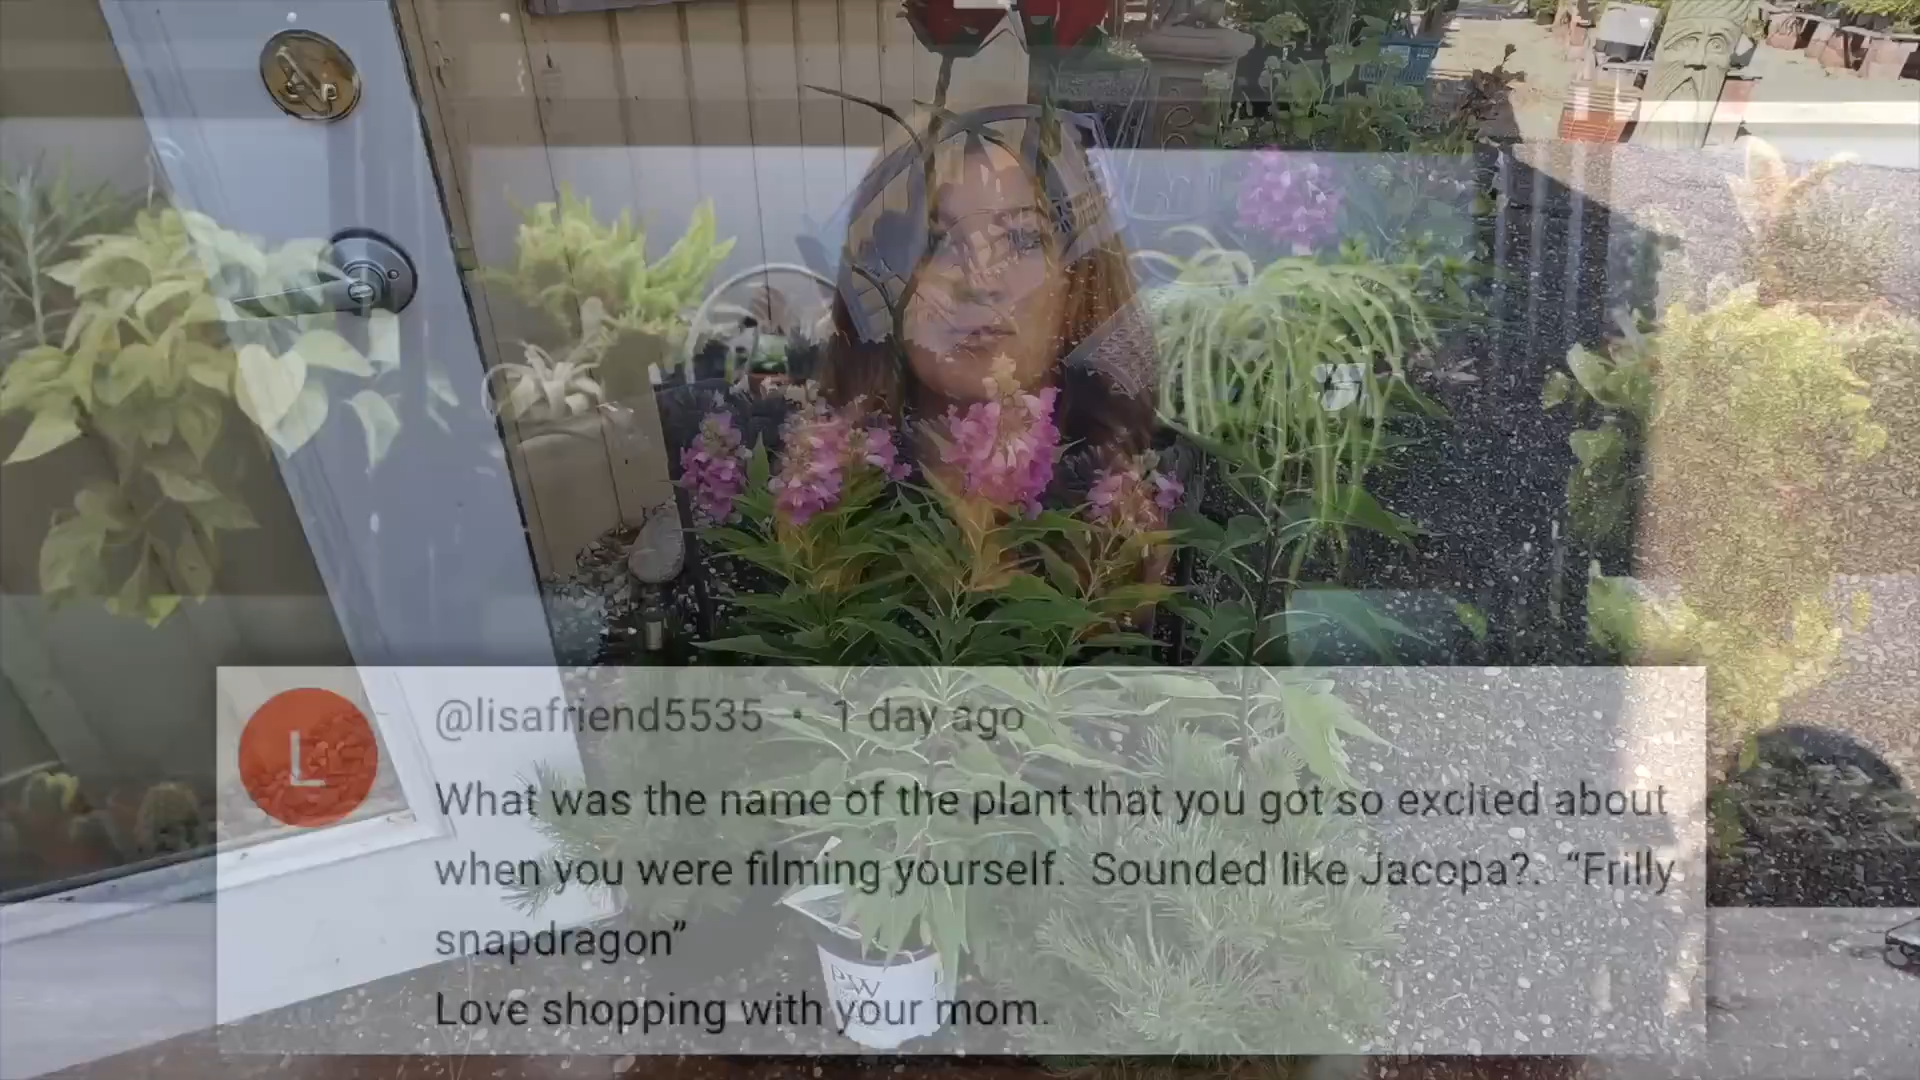 L
@lisafriend5535 • 1 day ago
What was the name of the plant that you got so excited about
when you were filming yourself.  Sounded like Jacopa?.  “Frilly
snapdragon”
Love shopping with your mom.
PW